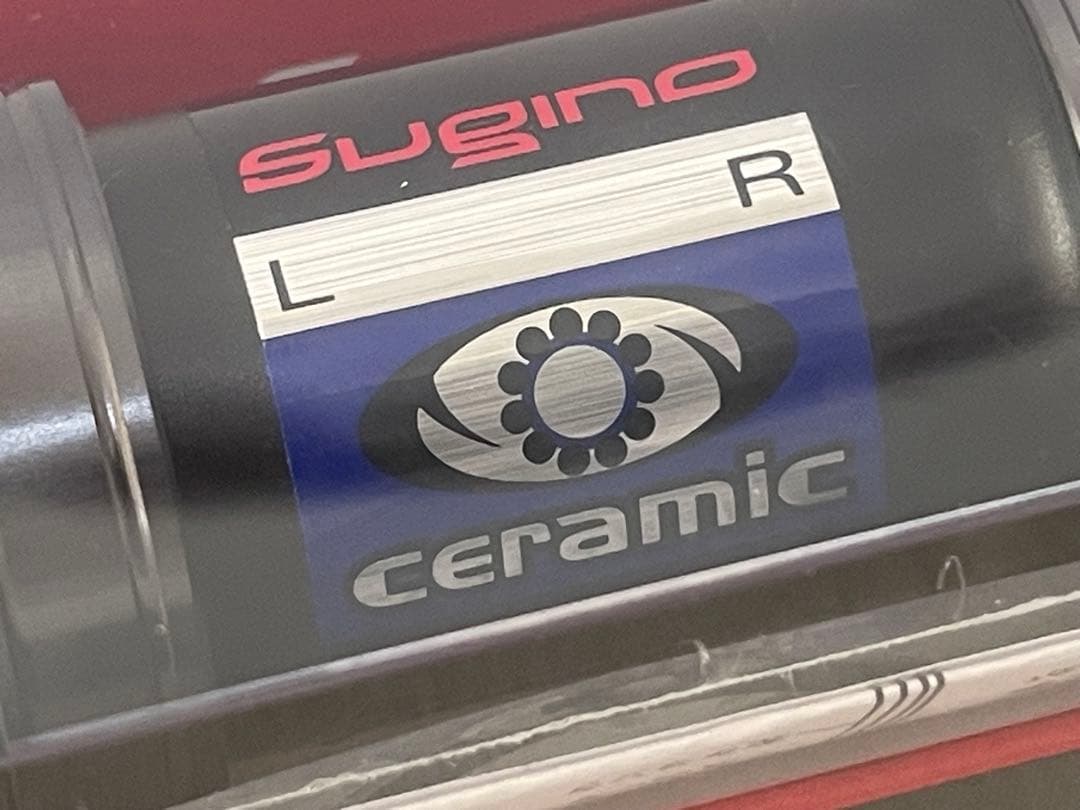 sugino
L R
ceramic